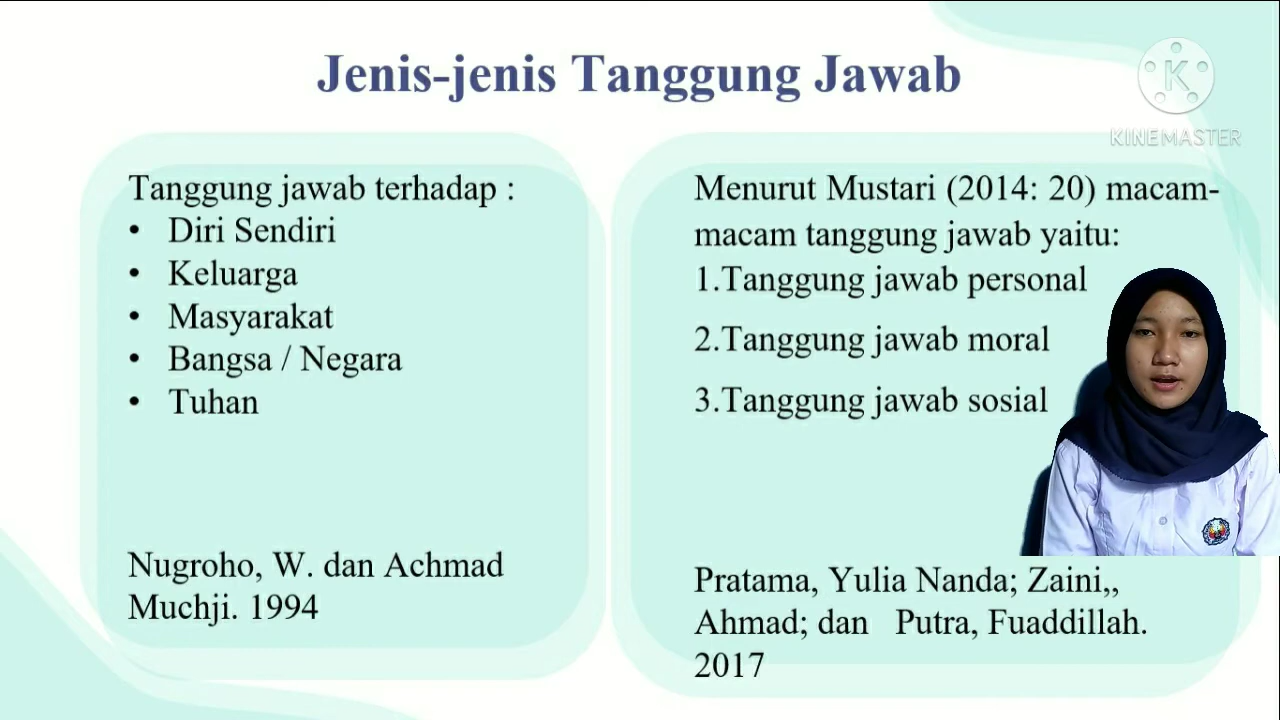 Jenis-jenis Tanggung Jawab
K
KINEMASTER
Tanggung jawab terhadap :
• Diri Sendiri
• Keluarga
• Masyarakat
• Bangsa / Negara
• Tuhan
Nugroho, W. dan Achmad
Muchji. 1994
Menurut Mustari (2014: 20) macam-
macam tanggung jawab yaitu:
1.Tanggung jawab personal
2.Tanggung jawab moral
3.Tanggung jawab sosial
Pratama, Yulia Nanda; Zaini,,
Ahmad; dan Putra, Fuaddillah.
2017